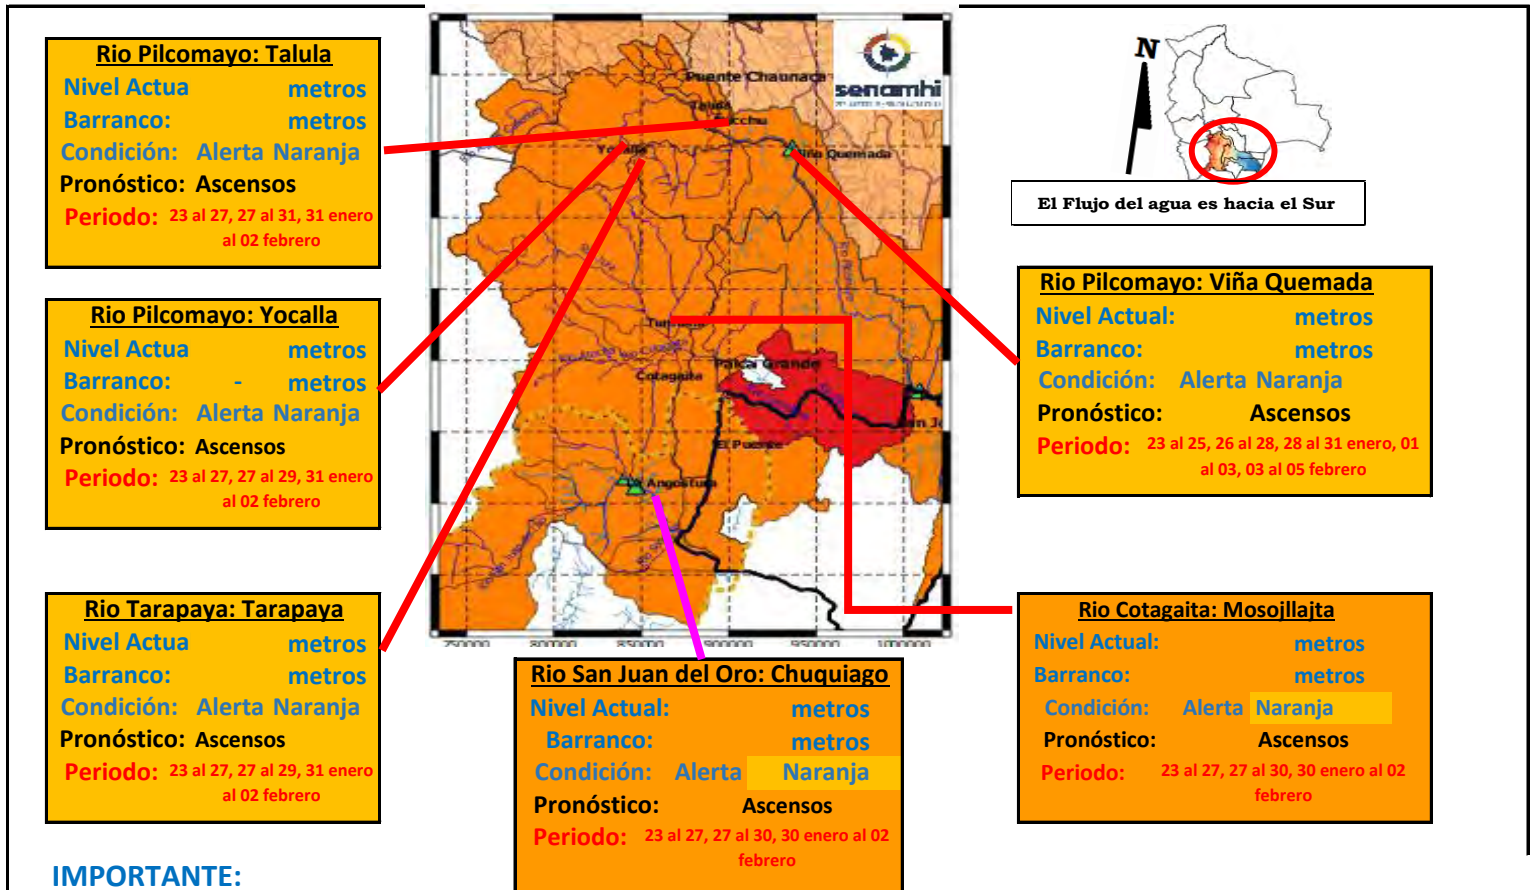 Rio Pilcomayo: Talula
Nivel Actua metros
Barranco: metros
Condición: Alerta Naranja
Pronóstico: Ascensos
Periodo: 23 al 27, 27 al 31, 31 enero
al 02 febrero
Rio Pilcomayo: Yocalla
Nivel Actua metros
Barranco: - metros
Condición: Alerta Naranja
Pronóstico: Ascensos
Periodo: 23 al 27, 27 al 29, 31 enero
al 02 febrero
Rio Tarapaya: Tarapaya
Nivel Actua metros
Barranco: metros
Condición: Alerta Naranja
Pronóstico: Ascensos
Periodo: 23 al 27, 27 al 29, 31 enero
al 02 febrero
IMPORTANTE:
senamhi
Puente Chaunaca
Talula
Yocalla
Viña Quemada
Tumusla
Palca Grande
Cotagaita
El Puente
Angostura
750000 800000 850000 900000 950000 1000000
Rio San Juan del Oro: Chuquiago
Nivel Actual: metros
Barranco: metros
Condición: Alerta Naranja
Pronóstico: Ascensos
Periodo: 23 al 27, 27 al 30, 30 enero al 02
febrero
N
El Flujo del agua es hacia el Sur
Rio Pilcomayo: Viña Quemada
Nivel Actual: metros
Barranco: metros
Condición: Alerta Naranja
Pronóstico: Ascensos
Periodo: 23 al 25, 26 al 28, 28 al 31 enero, 01
al 03, 03 al 05 febrero
Rio Cotagaita: Mosojllajta
Nivel Actual: metros
Barranco: metros
Condición: Alerta Naranja
Pronóstico: Ascensos
Periodo: 23 al 27, 27 al 30, 30 enero al 02
febrero